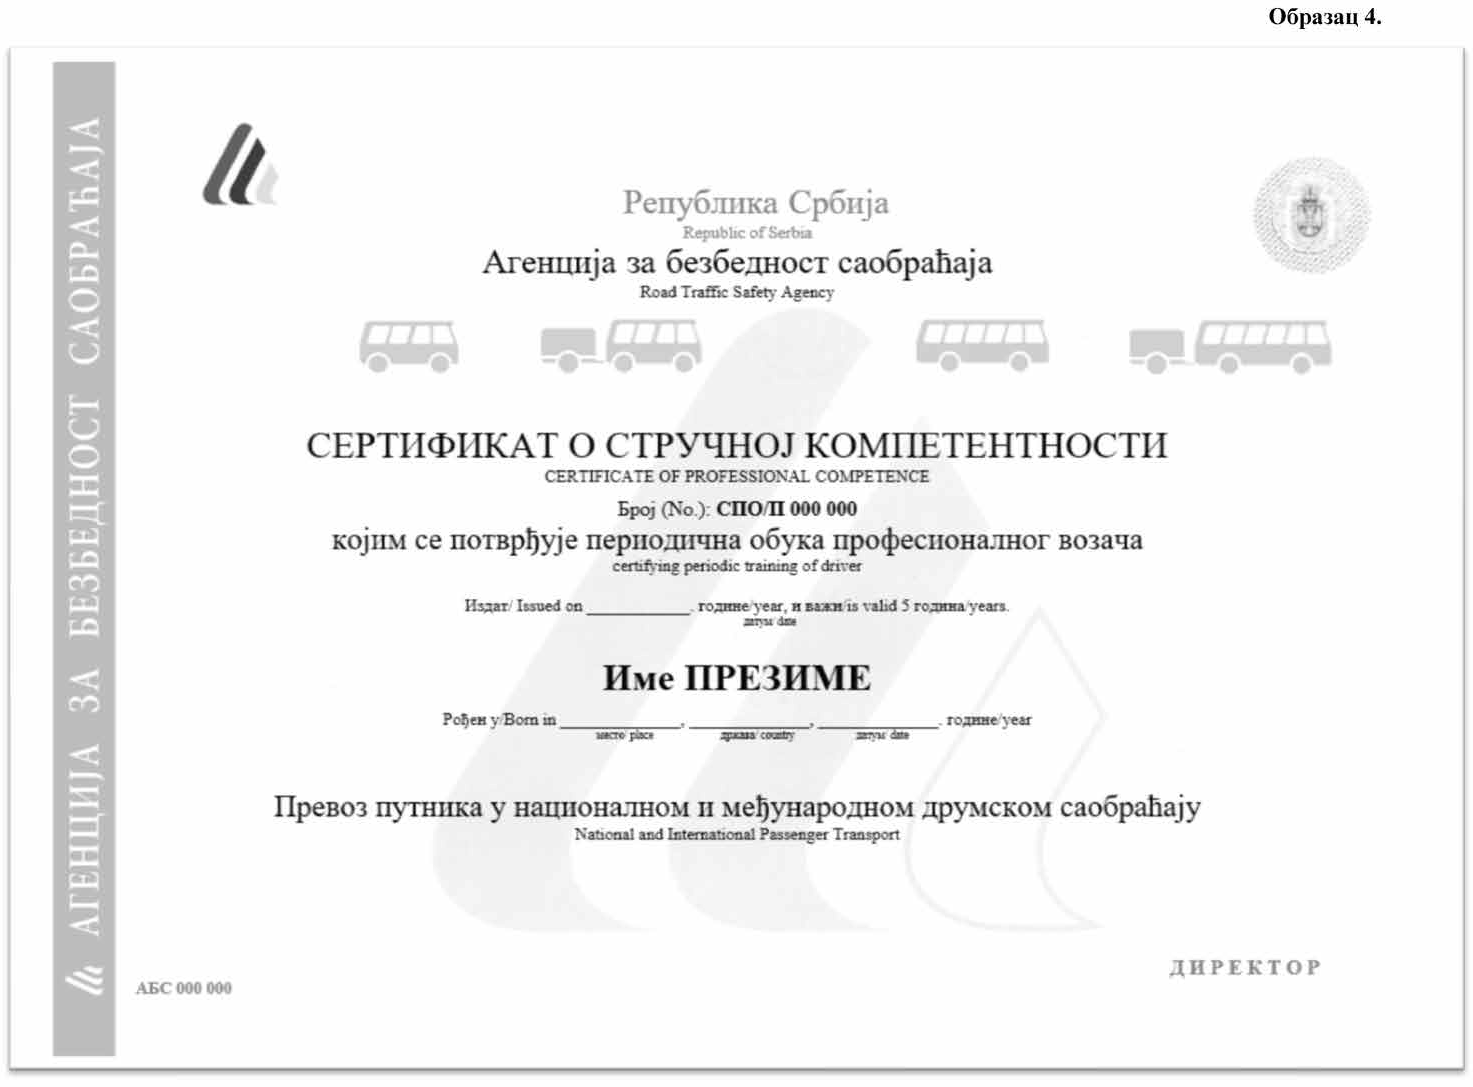 Образац 4.
АГЕНЦИЈА ЗА БЕЗБЕДНОСТ САОБРАЋАЈА
Република Србија
Republic of Serbia
Агенција за безбедност саобраћаја
Road Traffic Safety Agency
СЕРТИФИКАТ О СТРУЧНОЈ КОМПЕТЕНТНОСТИ
CERTIFICATE OF PROFESSIONAL COMPETENCE
Број (No.): СПО/П 000 000
којим се потврђује периодична обука професионалног возача
certifying periodic training of driver
Издат/ Issued on ____________. године/year, и важи/is valid 5 година/years.
датум/ date
Име ПРЕЗИМЕ
Рођен у/Born in ______________, ______________, ______________. године/year
место/ place држава/ country датум/ date
Превоз путника у националном и међународном друмском саобраћају
National and International Passenger Transport
ДИРЕКТОР
АБС 000 000